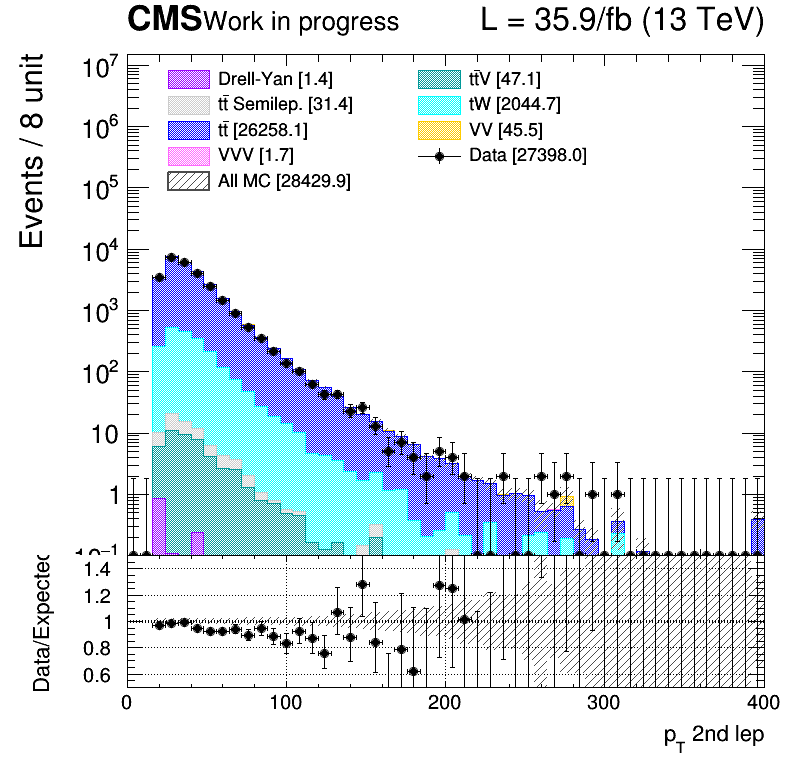 CMS Work in progress L = 35.9/fb (13 TeV)
Events / 8 unit
10⁷
10⁶
10⁵
10⁴
10³
10²
10
1
10⁻¹
Drell-Yan [1.4]
tt̄ Semilep. [31.4]
tt̄ [26258.1]
VVV [1.7]
All MC [28429.9]
tt̄V [47.1]
tW [2044.7]
VV [45.5]
Data [27398.0]
Data/Expected
1.4
1.2
1
0.8
0.6
0 100 200 300 400
p_T 2nd lep